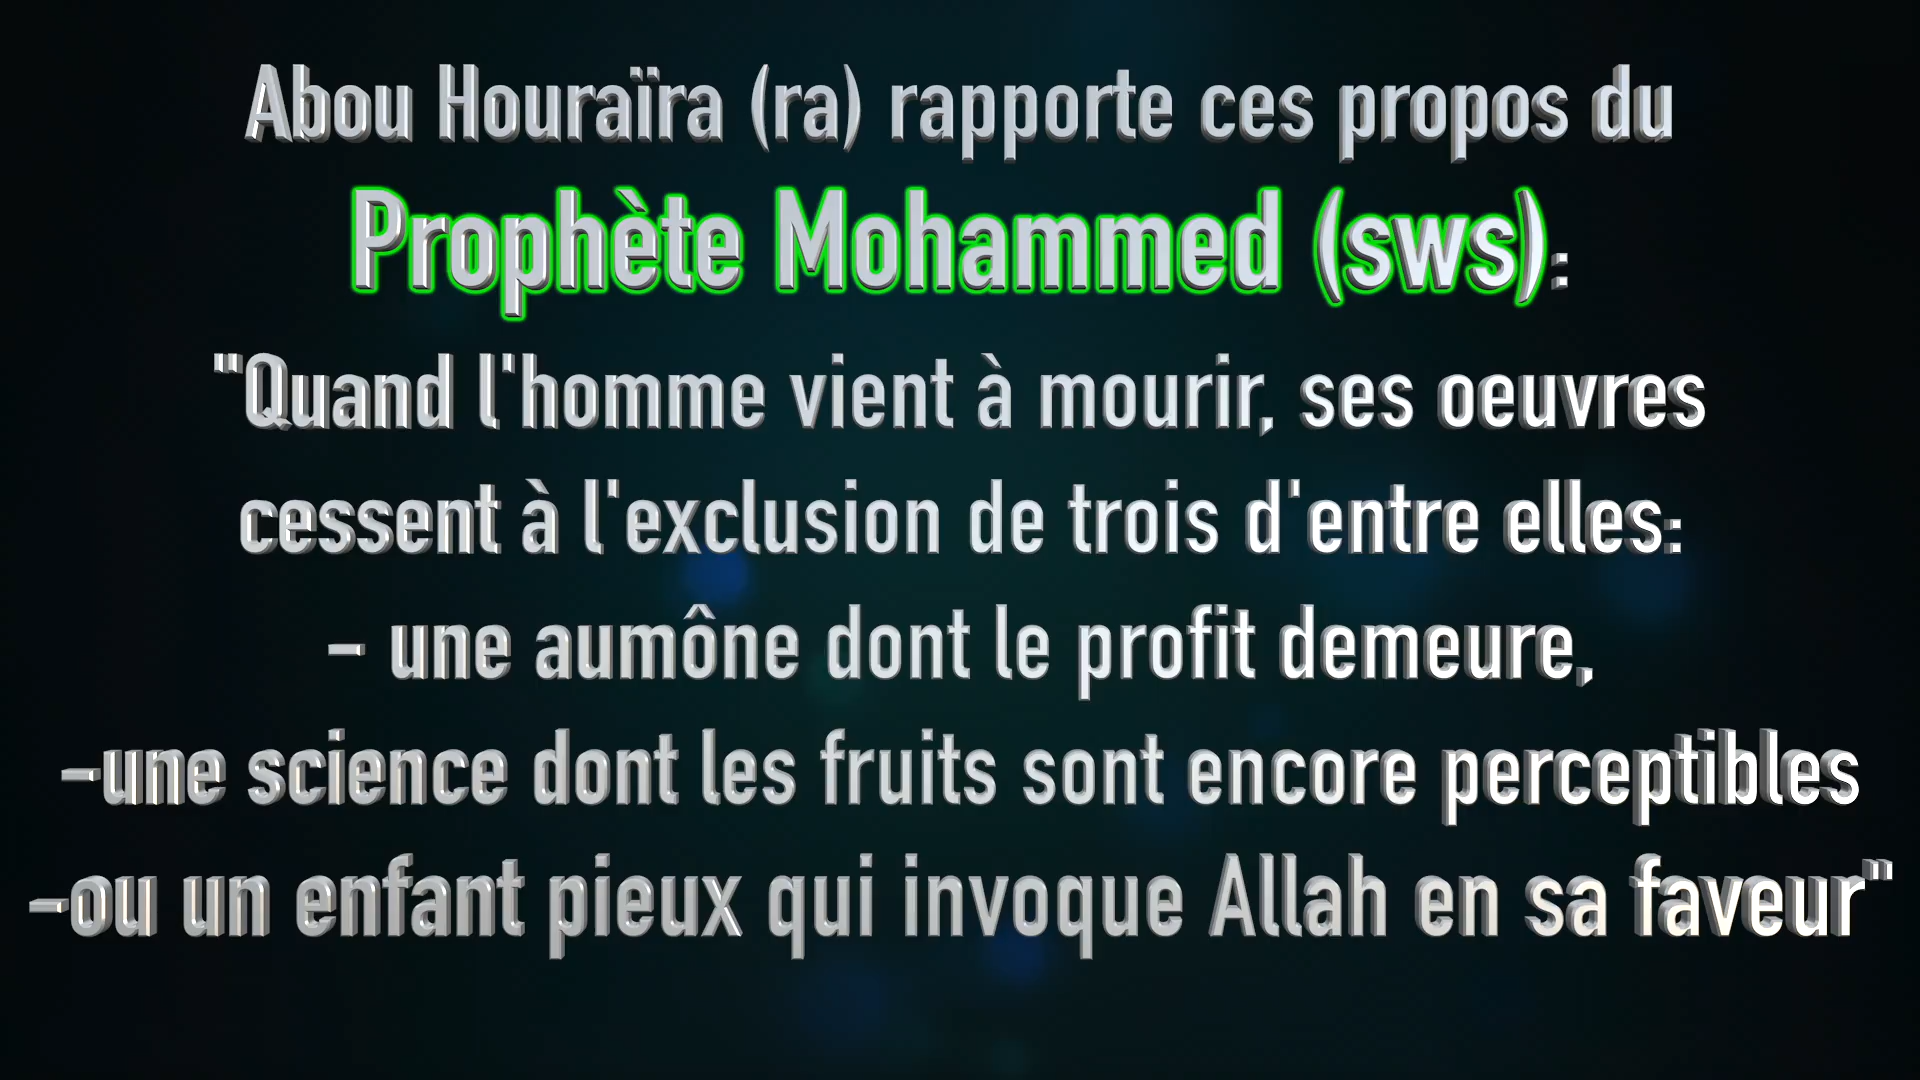 Abou Houraïra (ra) rapporte ces propos du
Prophète Mohammed (sws):
"Quand l'homme vient à mourir, ses oeuvres
cessent à l'exclusion de trois d'entre elles:
- une aumône dont le profit demeure,
-une science dont les fruits sont encore perceptibles
-ou un enfant pieux qui invoque Allah en sa faveur"